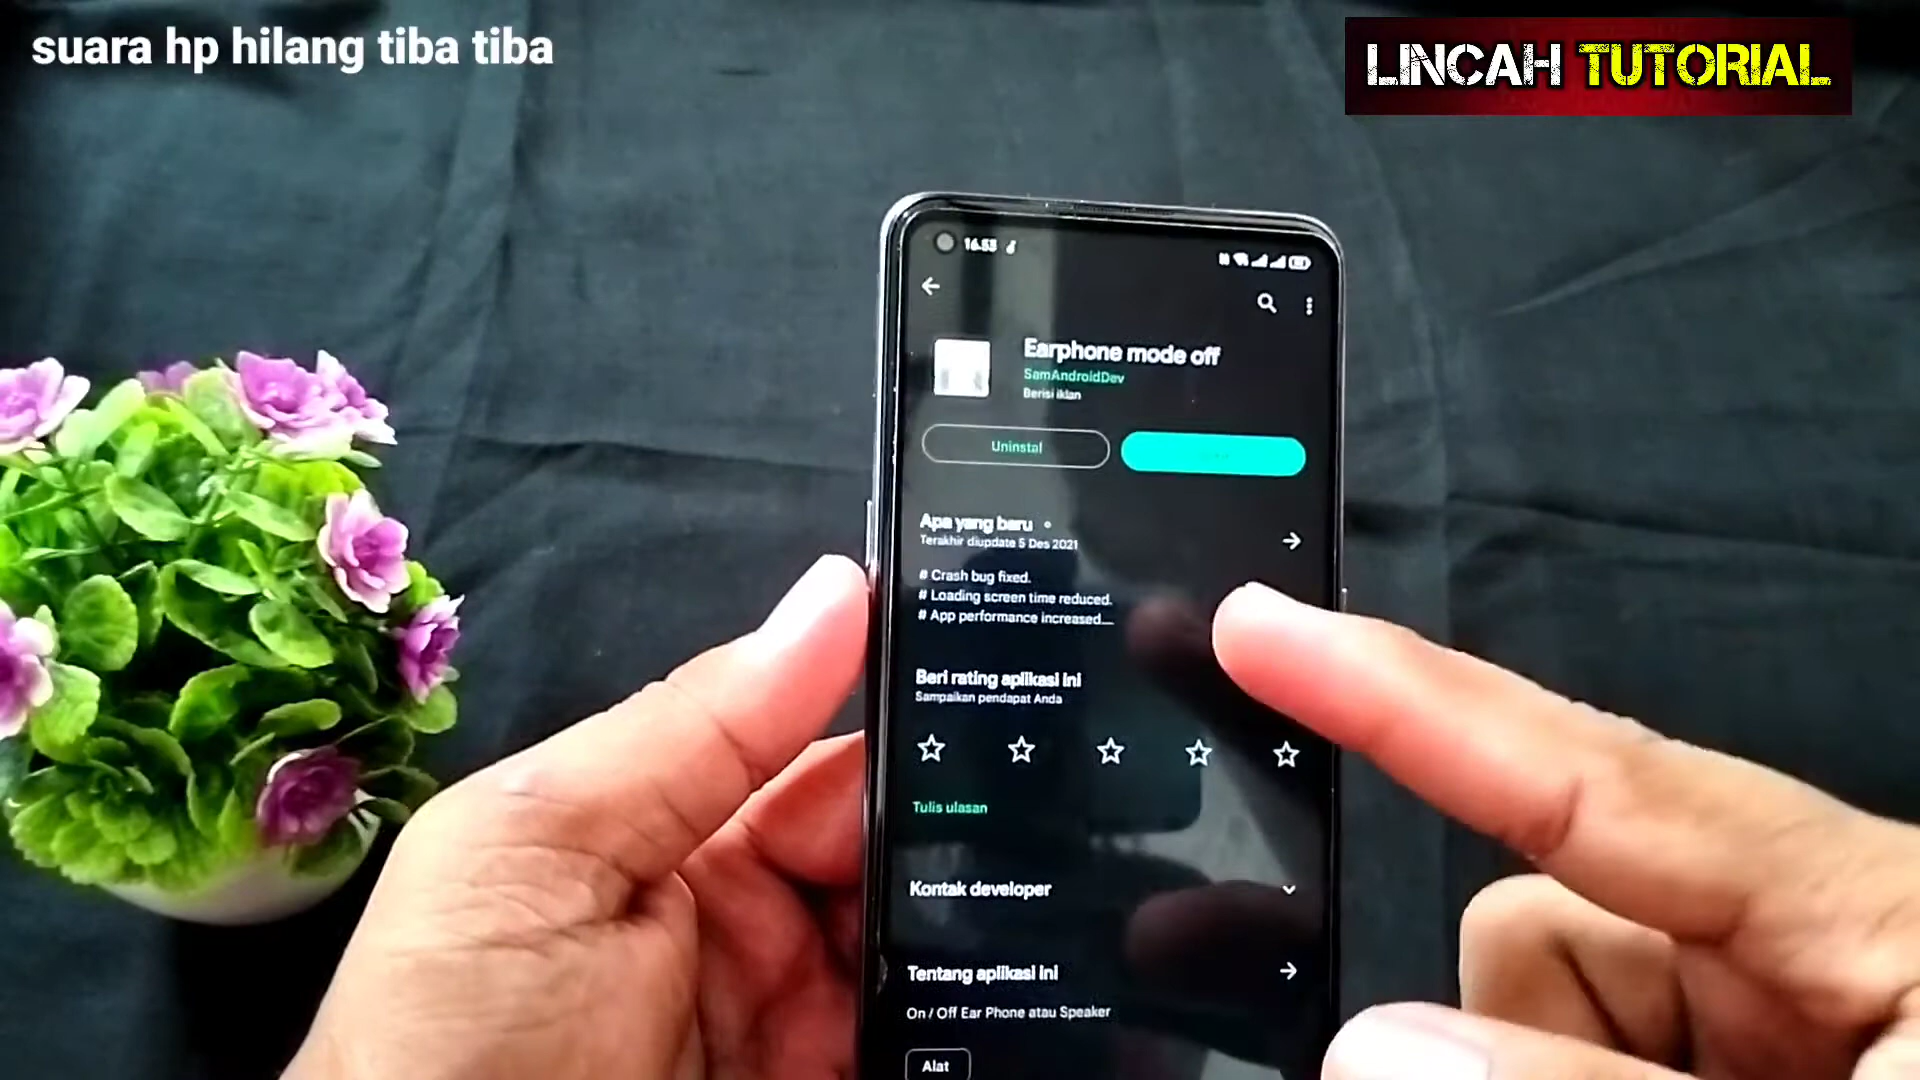 suara hp hilang tiba tiba
LINCAH TUTORIAL
16.53
Earphone mode off
SamAndroidDev
Berisi iklan
Uninstal
Apa yang baru
Terakhir diupdate 5 Des 2021
# Crash bug fixed.
# Loading screen time reduced.
# App performance increased...
Beri rating aplikasi ini
Sampaikan pendapat Anda
Tulis ulasan
Kontak developer
Tentang aplikasi ini
On / Off Ear Phone atau Speaker
Alat